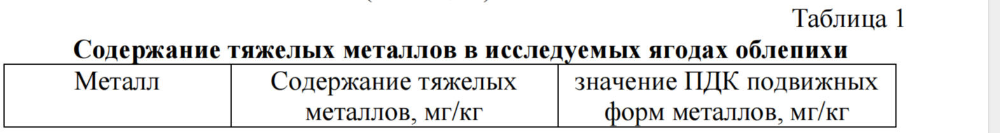 Таблица 1
Содержание тяжелых металлов в исследуемых ягодах облепихи
Металл
Содержание тяжелых
металлов, мг/кг
значение ПДК подвижных
форм металлов, мг/кг